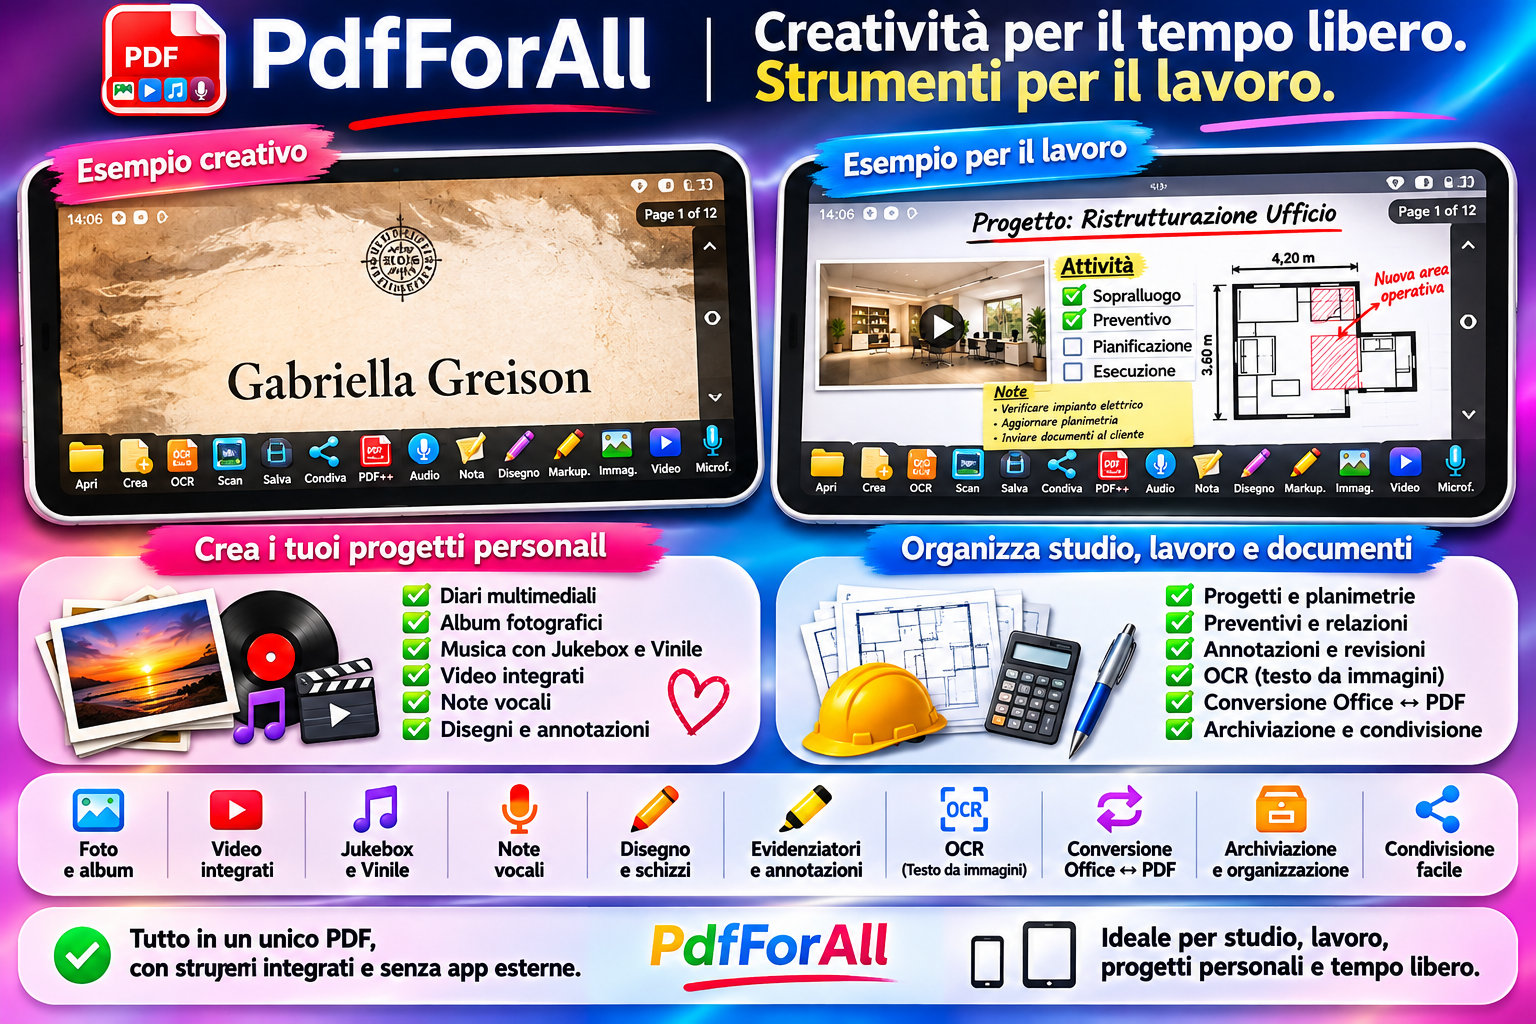 PDF
PdfForAll
Creatività per il tempo libero.
Strumenti per il lavoro.
Esempio creativo
14:06
Page 1 of 12
Gabriella Greison
Apri
Crea
OCR
OCR
Scan
Salva
Condiva
PDF++
Audio
Nota
Disegno
Markup.
Immag.
Video
Microf.
Esempio per il lavoro
14:06
Page 1 of 12
Progetto: Ristrutturazione Ufficio
Attività
Sopralluogo
Preventivo
Pianificazione
Esecuzione
Note
• Verificare impianto elettrico
• Aggiornare planimetria
• Inviare documenti al cliente
4,20 m
3,60 m
Nuova area
operativa
Apri
Crea
OCR
Scan
Salva
Condiva
PDF++
Audio
Nota
Disegno
Markup.
Immag.
Video
Microf.
Crea i tuoi progetti personall
Diari multimediali
Album fotografici
Musica con Jukebox e Vinile
Video integrati
Note vocali
Disegni e annotazioni
Organizza studio, lavoro e documenti
Progetti e planimetrie
Preventivi e relazioni
Annotazioni e revisioni
OCR (testo da immagini)
Conversione Office ↔ PDF
Archiviazione e condivisione
Foto
e album
Video
integrati
Jukebox
e Vinile
Note
vocali
Disegno
e schizzi
Evidenziatori
e annotazioni
OCR
OCR
(Testo da immagini)
Conversione
Office ↔ PDF
Archiviazione
e organizzazione
Condivisione
facile
Tutto in un unico PDF,
con integrati e senza app esterne.
PdfForAll
Ideale per studio, lavoro,
progetti personali e tempo libero.